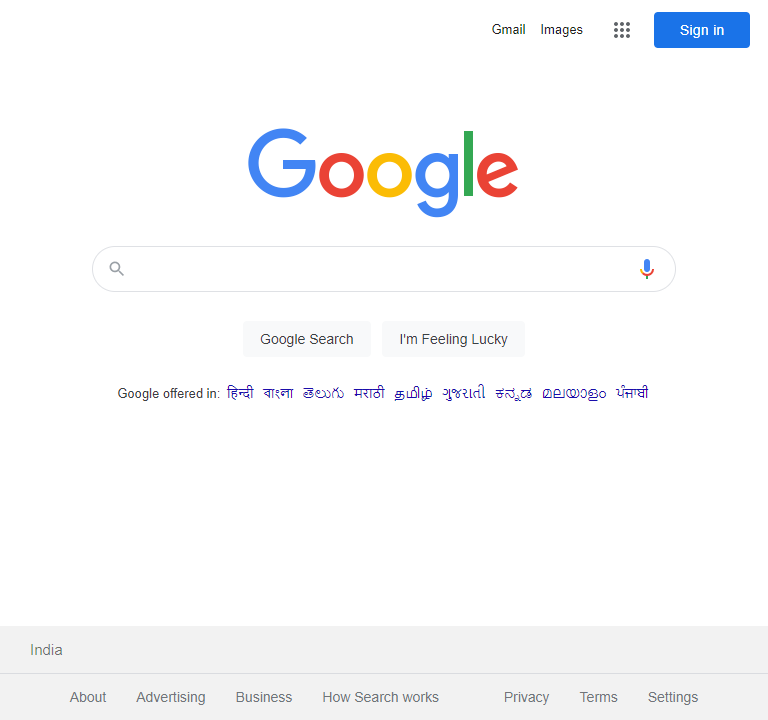 Gmail Images Sign in
Google
Google Search I'm Feeling Lucky
Google offered in: हिन्दी বাংলা తెలుగు मराठी தமிழ் ગુજરાતી ಕನ್ನಡ മലയാളം ਪੰਜਾਬੀ
India
About Advertising Business How Search works Privacy Terms Settings